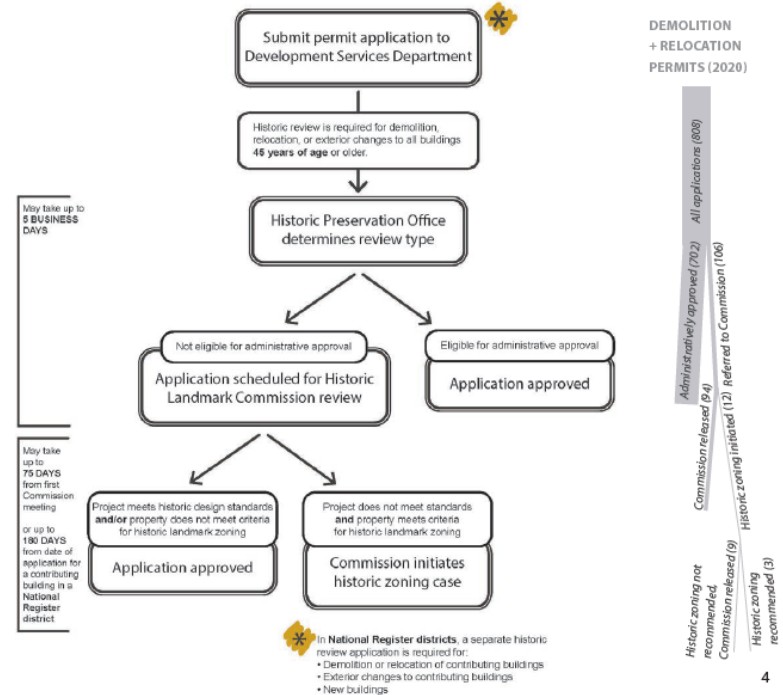 Submit permit application to
Development Services Department
*
Historic review is required for demolition,
relocation, or exterior changes to all buildings
45 years of age or older.
May take up to
5 BUSINESS
DAYS
Historic Preservation Office
determines review type
Not eligible for administrative approval
Application scheduled for Historic
Landmark Commission review
Eligible for administrative approval
Application approved
May take
up to
75 DAYS
from first
Commission
meeting
or up to
180 DAYS
from date of
application for
a contributing
building in a
National
Register
district
Project meets historic design standards
and/or property does not meet criteria
for historic landmark zoning
Application approved
Project does not meet standards
and property meets criteria
for historic landmark zoning
Commission initiates
historic zoning case
* In National Register districts, a separate historic
review application is required for:
• Demolition or relocation of contributing buildings
• Exterior changes to contributing buildings
• New buildings
DEMOLITION
+ RELOCATION
PERMITS (2020)
All applications (808)
Administratively approved (702)
Referred to Commission (106)
Commission released (94)
Historic zoning initiated (12)
Historic zoning not
recommended,
Commission released (9)
Historic zoning
recommended (3)
4